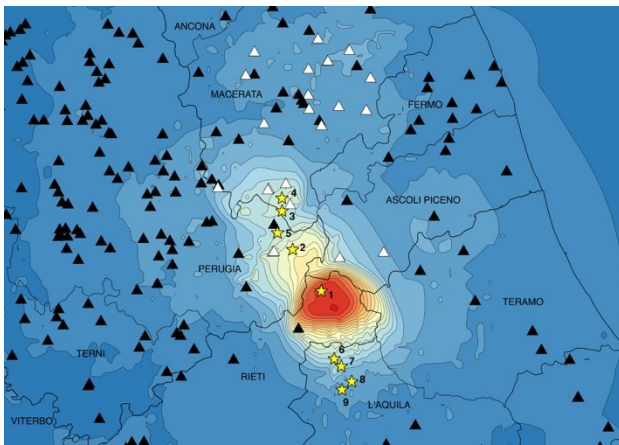 ANCONA
MACERATA
FERMO
4
ASCOLI PICENO
3
5
2
PERUGIA
1
TERAMO
TERNI
6
RIETI
7
8
9
L'AQUILA
VITERBO